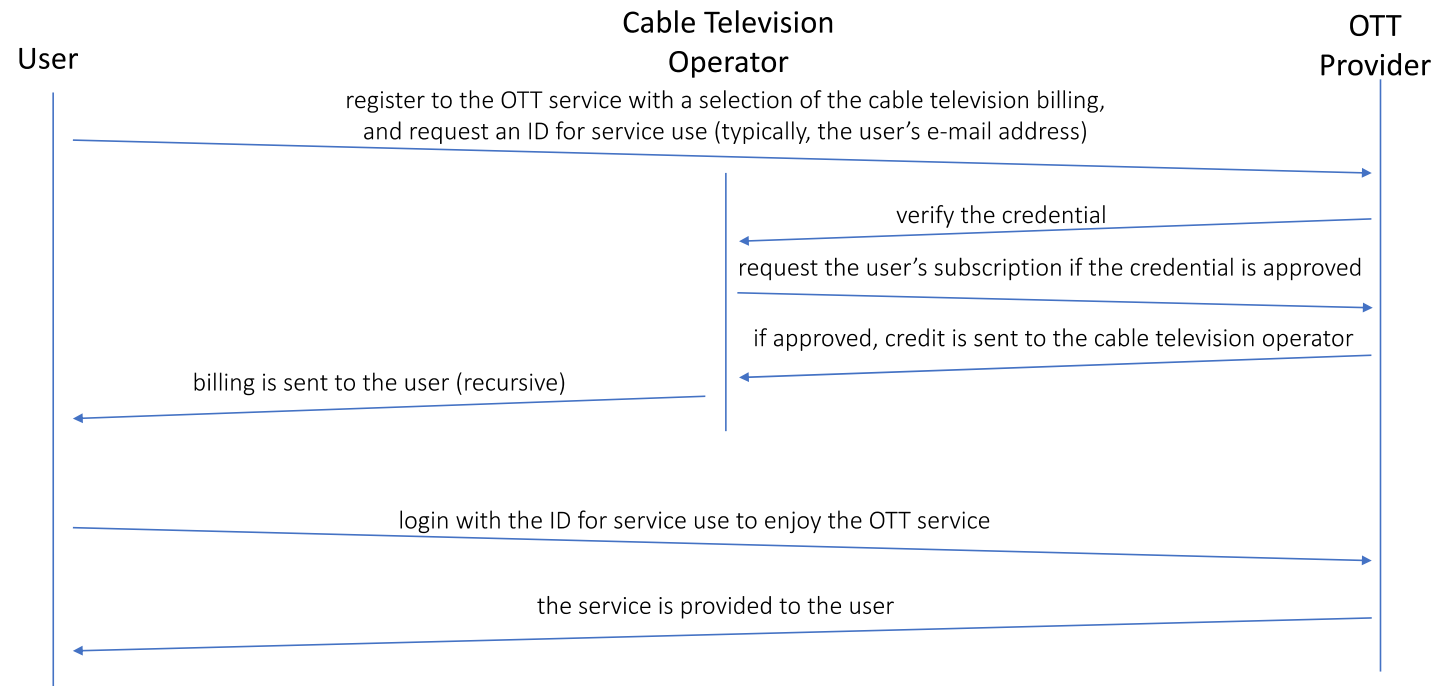 User
Cable Television
Operator
OTT
Provider
register to the OTT service with a selection of the cable television billing,
and request an ID for service use (typically, the user's e-mail address)
verify the credential
request the user's subscription if the credential is approved
if approved, credit is sent to the cable television operator
billing is sent to the user (recursive)
login with the ID for service use to enjoy the OTT service
the service is provided to the user